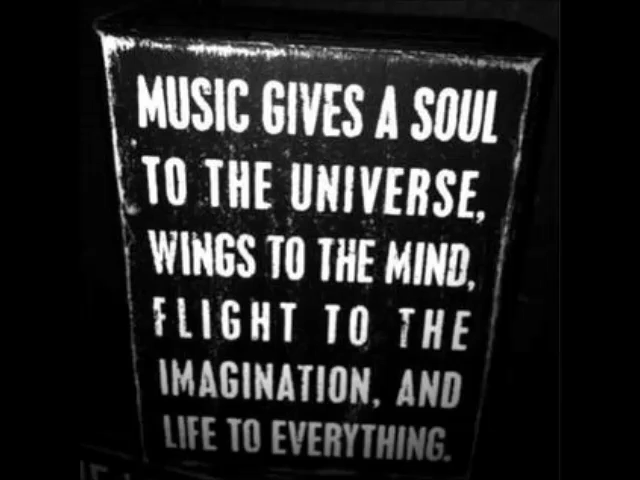 MUSIC GIVES A SOUL
TO THE UNIVERSE,
WINGS TO THE MIND,
FLIGHT TO THE
IMAGINATION, AND
LIFE TO EVERYTHING.